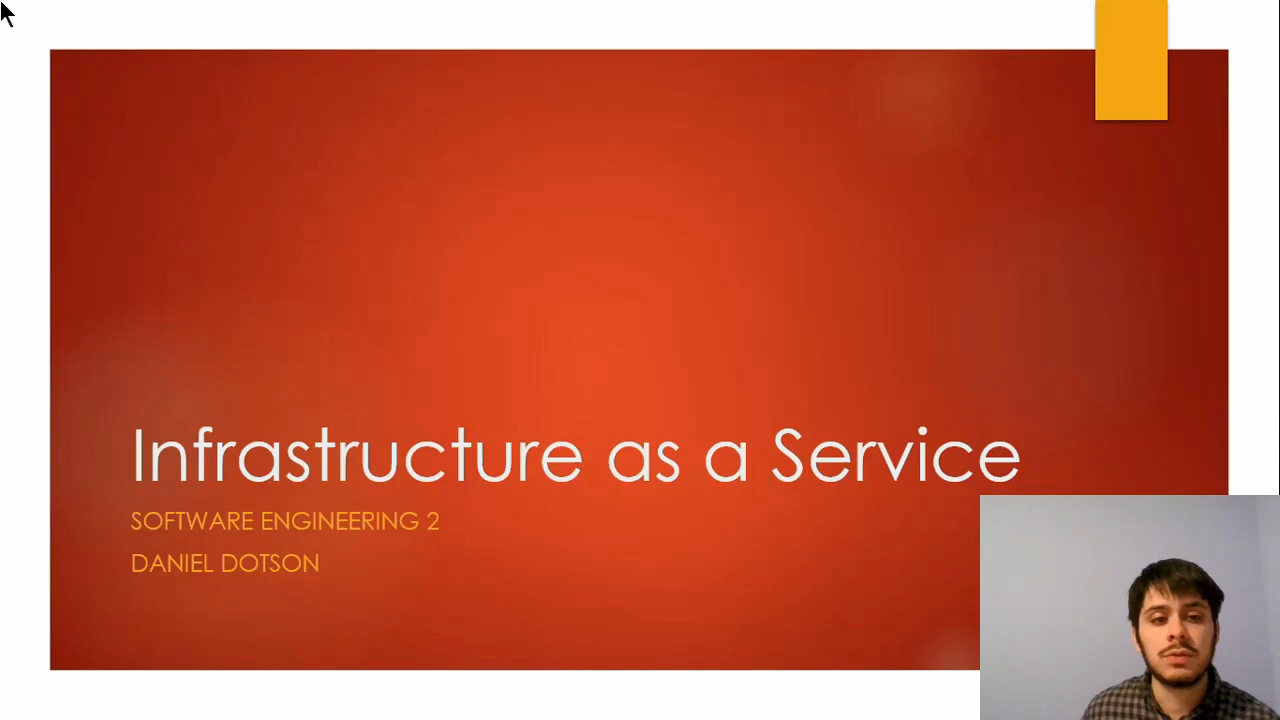 Infrastructure as a Service
SOFTWARE ENGINEERING 2
DANIEL DOTSON